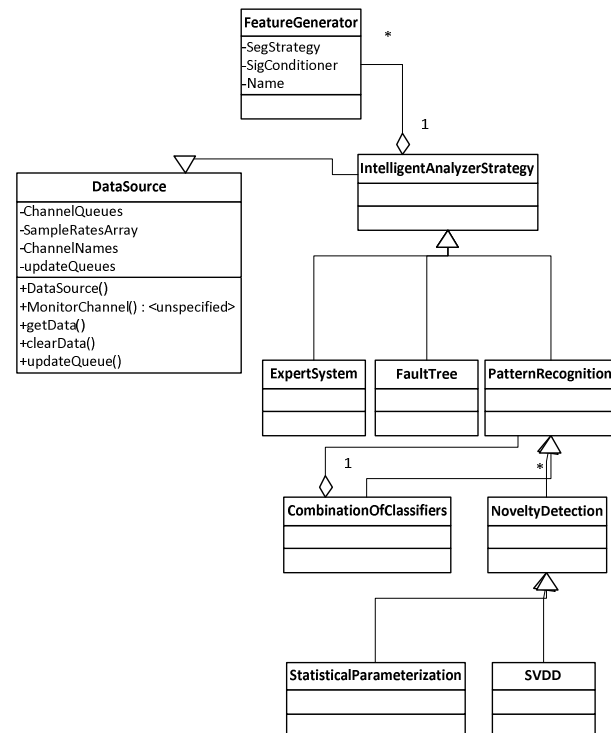 FeatureGenerator
-SegStrategy
-SigConditioner
-Name
*
1
IntelligentAnalyzerStrategy
DataSource
-ChannelQueues
-SampleRatesArray
-ChannelNames
-updateQueues
+DataSource()
+MonitorChannel() : <unspecified>
+getData()
+clearData()
+updateQueue()
ExpertSystem
FaultTree
PatternRecognition
1
*
CombinationOfClassifiers
NoveltyDetection
StatisticalParameterization
SVDD